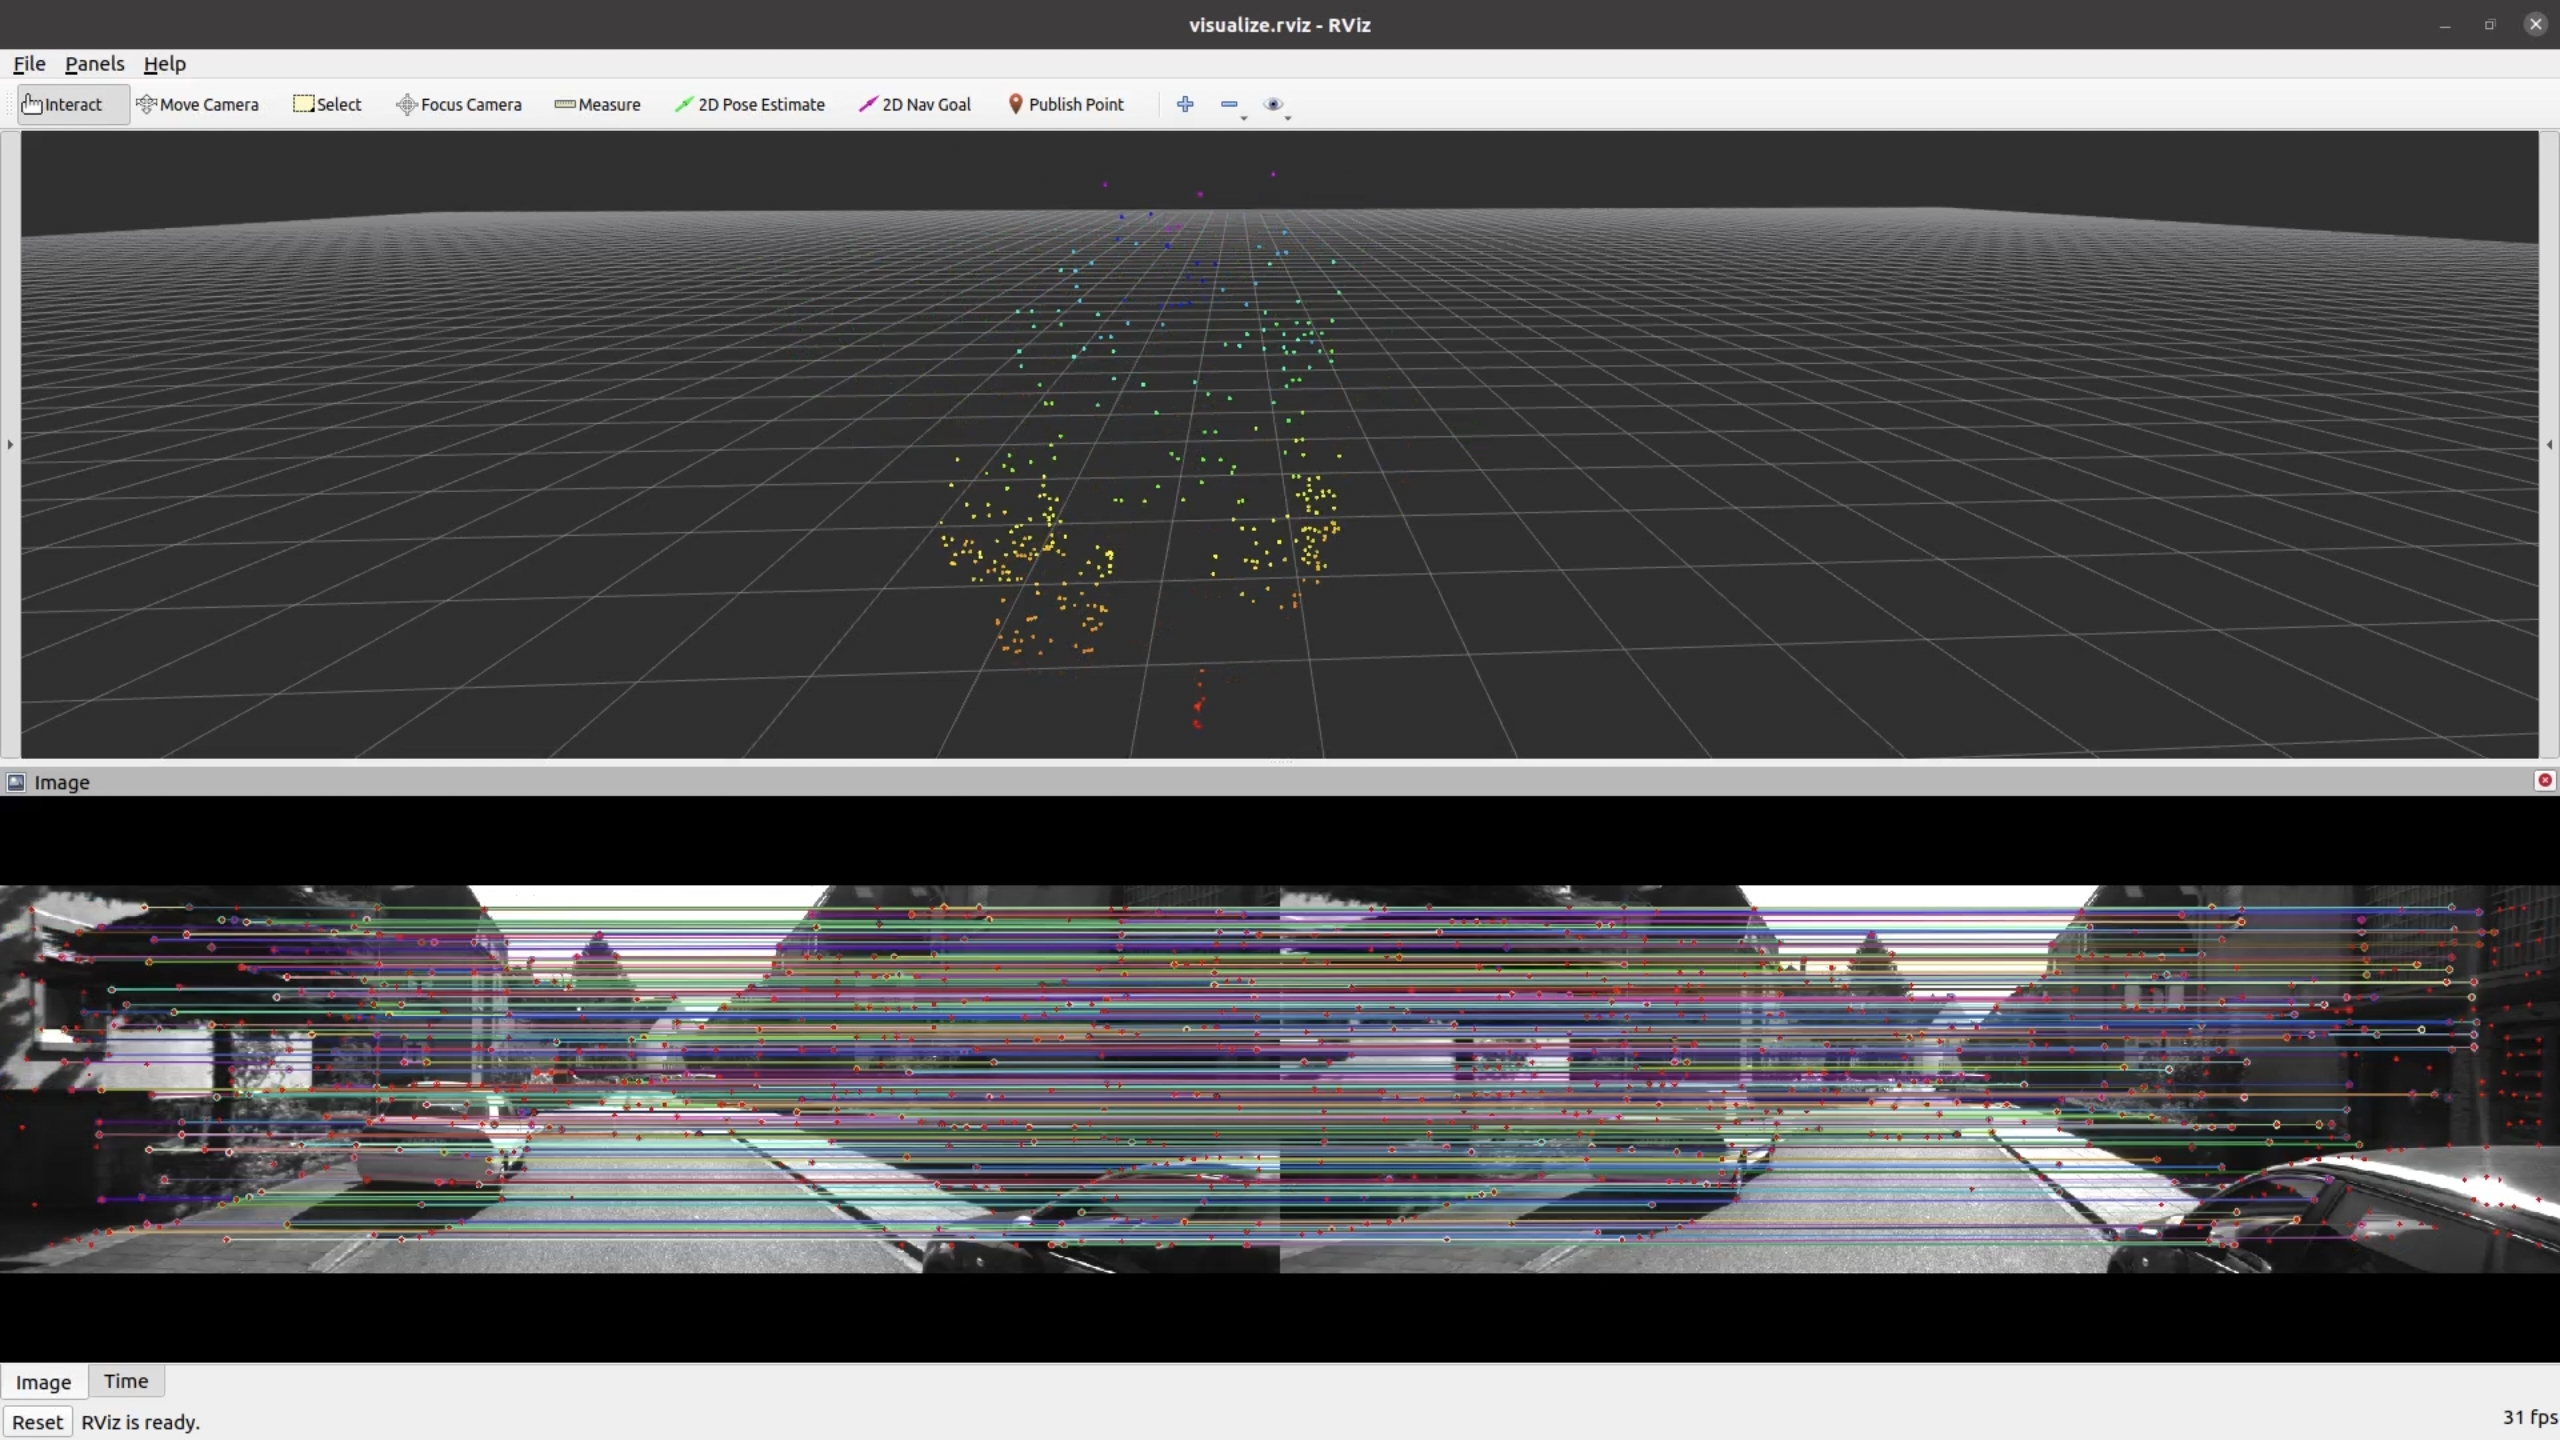 visualize.rviz - RViz
File Panels Help
Interact Move Camera Select Focus Camera Measure 2D Pose Estimate 2D Nav Goal Publish Point
Image
Image Time
Reset RViz is ready. 31 fps